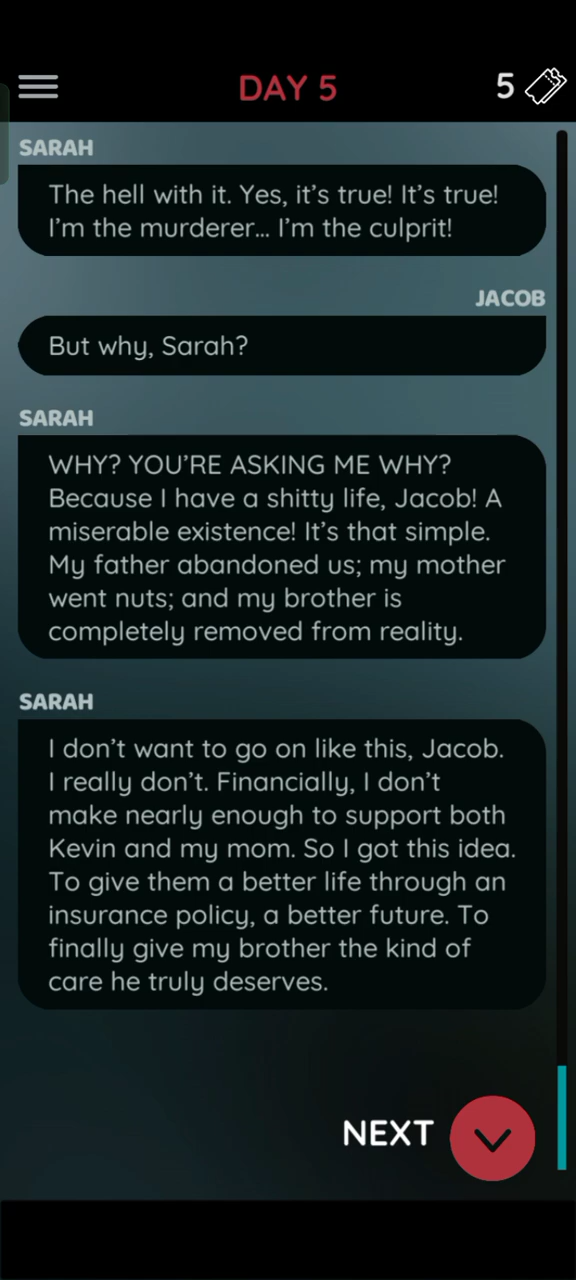 DAY 5
5
SARAH
The hell with it. Yes, it’s true! It’s true!
I’m the murderer... I’m the culprit!
JACOB
But why, Sarah?
SARAH
WHY? YOU’RE ASKING ME WHY?
Because I have a shitty life, Jacob! A
miserable existence! It’s that simple.
My father abandoned us; my mother
went nuts; and my brother is
completely removed from reality.
SARAH
I don’t want to go on like this, Jacob.
I really don’t. Financially, I don’t
make nearly enough to support both
Kevin and my mom. So I got this idea.
To give them a better life through an
insurance policy, a better future. To
finally give my brother the kind of
care he truly deserves.
NEXT